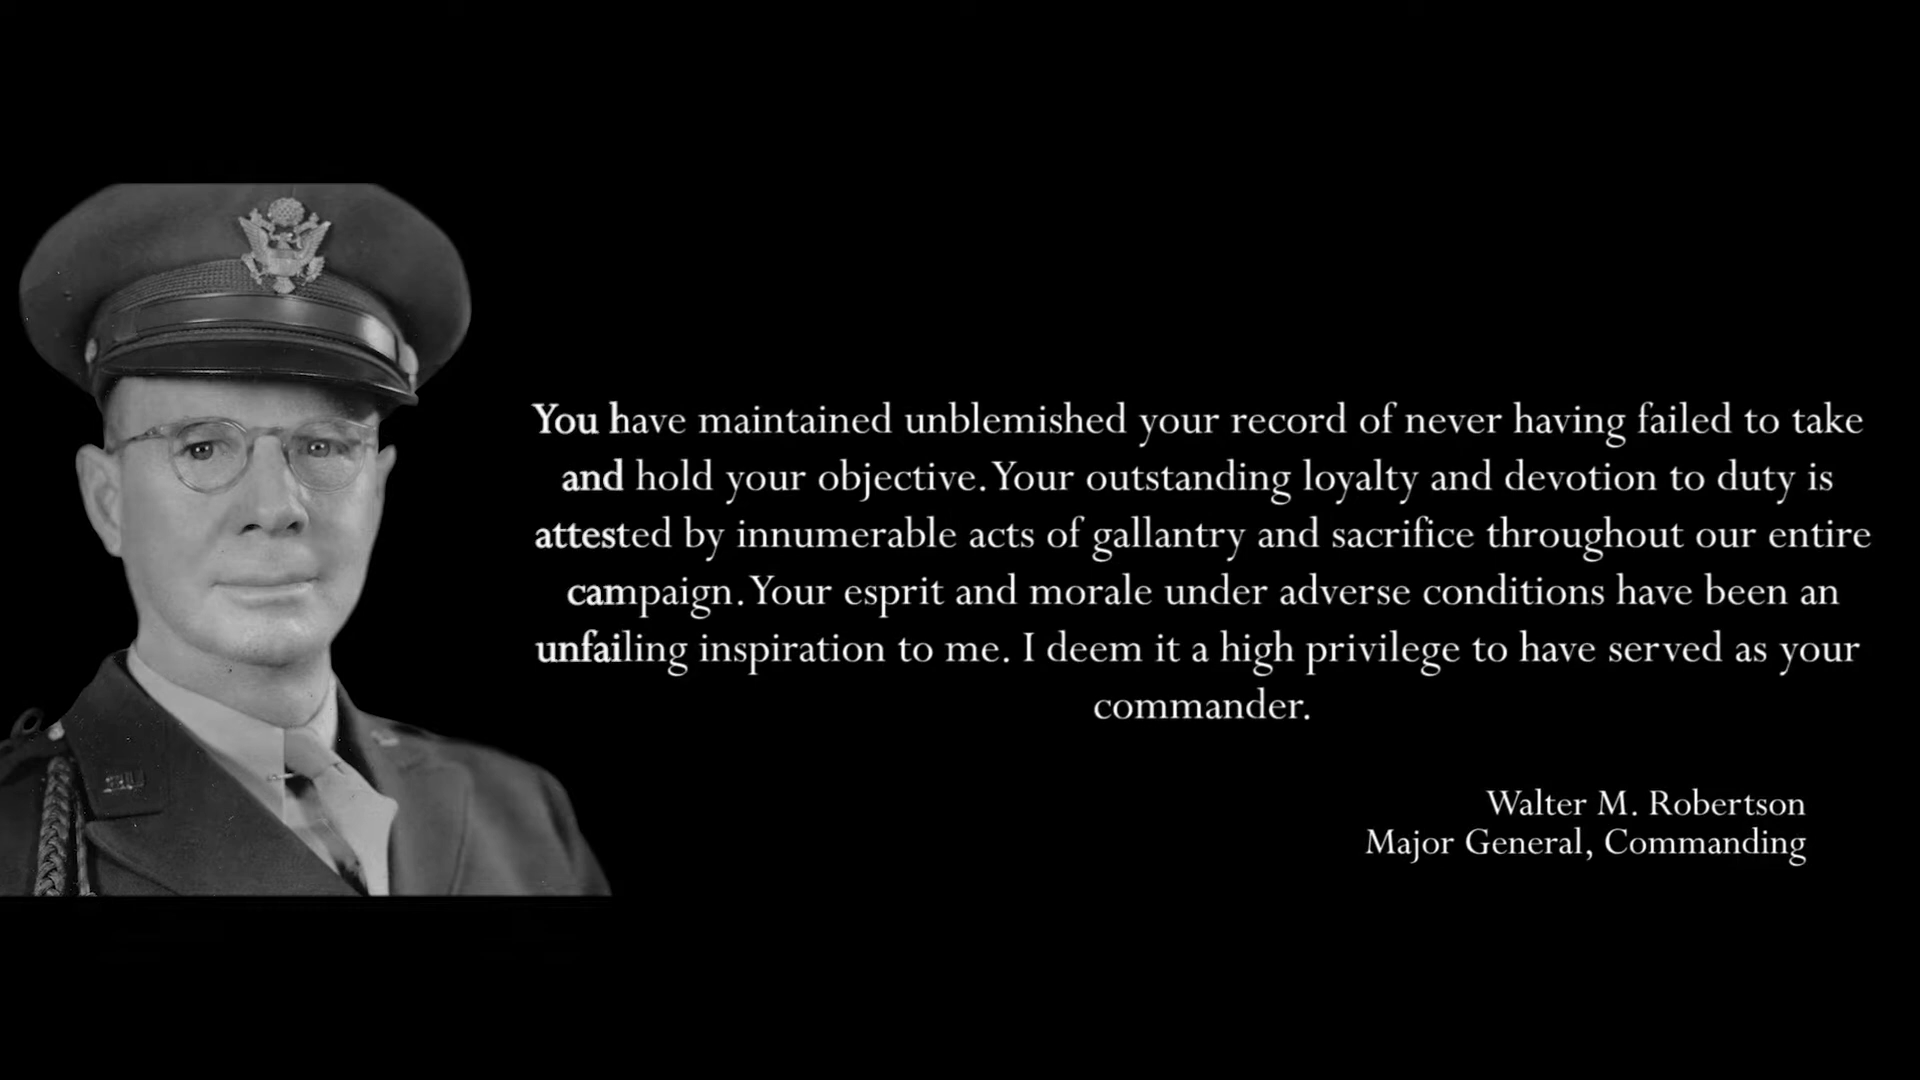 You have maintained unblemished your record of never having failed to take
and hold your objective. Your outstanding loyalty and devotion to duty is
attested by innumerable acts of gallantry and sacrifice throughout our entire
campaign. Your esprit and morale under adverse conditions have been an
unfailing inspiration to me. I deem it a high privilege to have served as your
commander.
Walter M. Robertson
Major General, Commanding